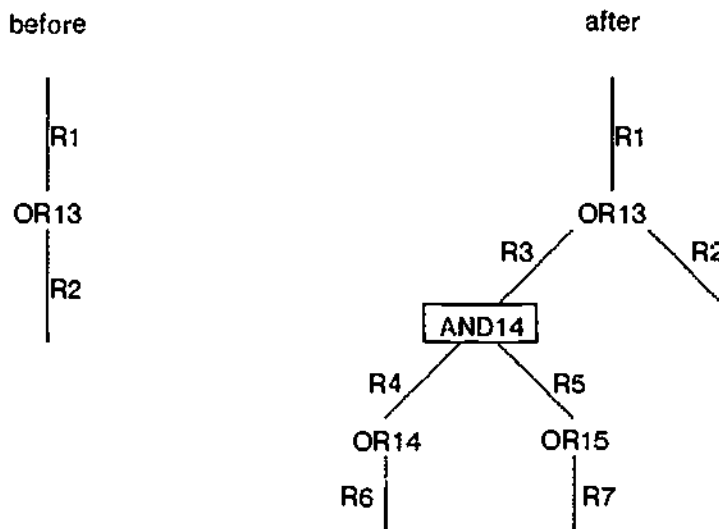 before
after
R1
R1
OR13
OR13
R3
R2
R2
AND14
R4
R5
OR14
OR15
R6
R7